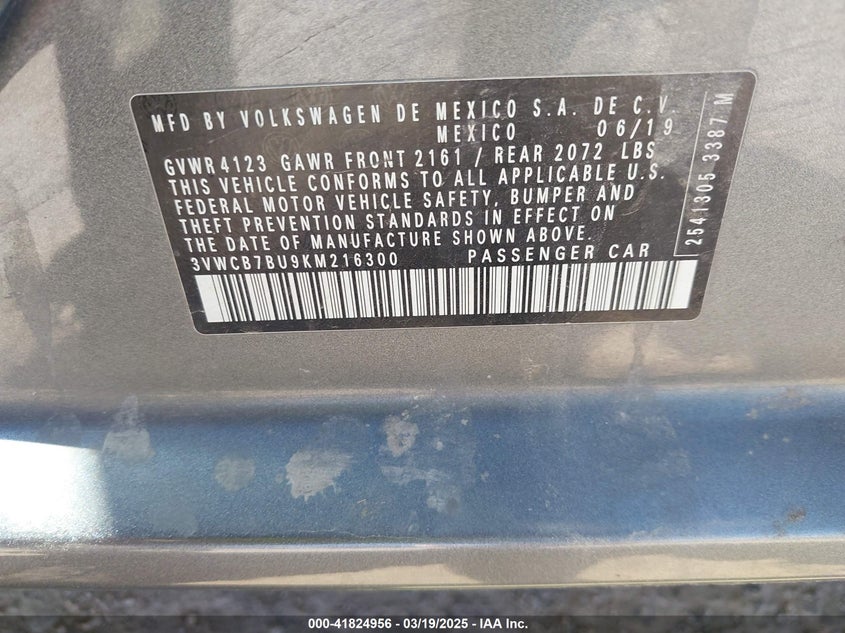 MFD BY VOLKSWAGEN DE MEXICO S.A. DE C.V.
MEXICO 06/19
GVWR 4123 GAWR FRONT 2161 / REAR 2072 LBS
THIS VEHICLE CONFORMS TO ALL APPLICABLE U.S.
FEDERAL MOTOR VEHICLE SAFETY, BUMPER AND
THEFT PREVENTION STANDARDS IN EFFECT ON
THE DATE OF MANUFACTURE SHOWN ABOVE.
3VWCB7BU9KM216300 PASSENGER CAR
2541305 3387 M
000-41824956 / 03/19/2025 / IAA Inc.